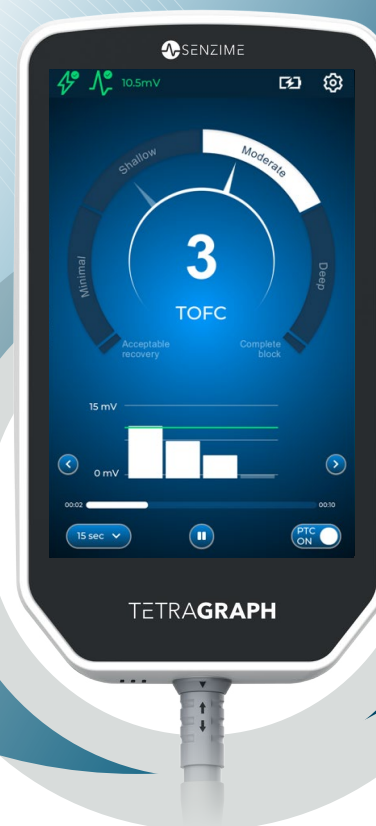 SENZIME
10.5mV
Shallow
Moderate
Minimal
Deep
3
TOFC
Acceptable
recovery
Complete
block
15 mV
0 mV
00:02
00:10
15 sec
PTC
ON
TETRAGRAPH